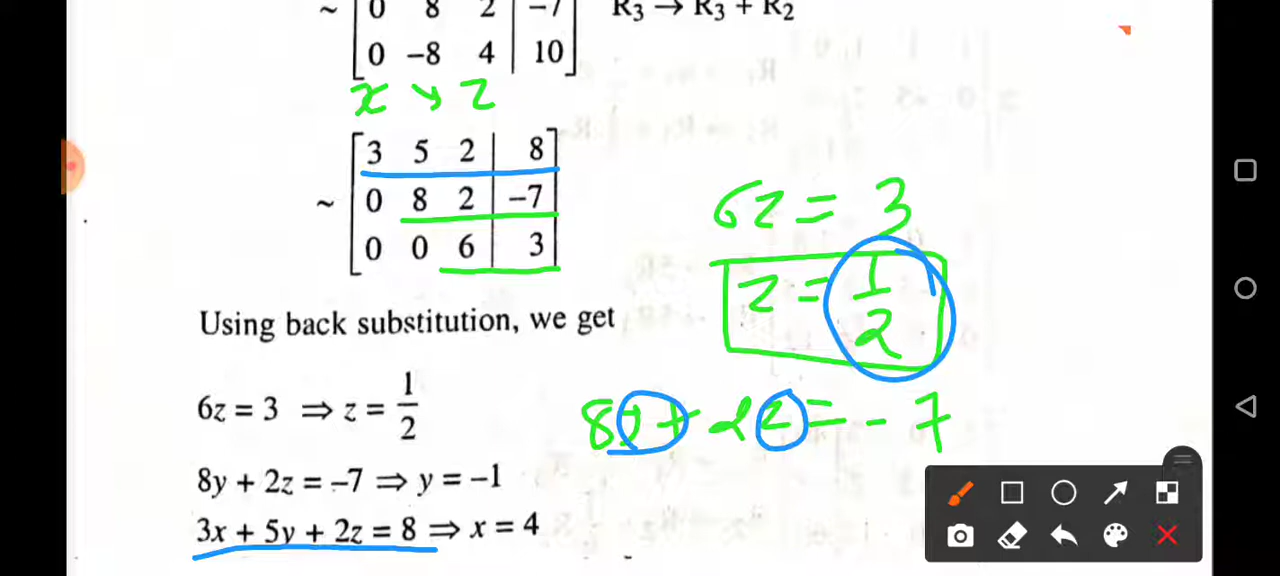 ~ 0 8 2 | -7 R₃ → R₃ + R₂
0 -8 4 | 10
x y z
3 5 2 | 8
~ 0 8 2 | -7
0 0 6 | 3
6z = 3
z = 1/2
Using back substitution, we get
6z = 3 ⇒ z = 1/2
8y + 2z = -7
8y + 2z = -7 ⇒ y = -1
3x + 5y + 2z = 8 ⇒ x = 4